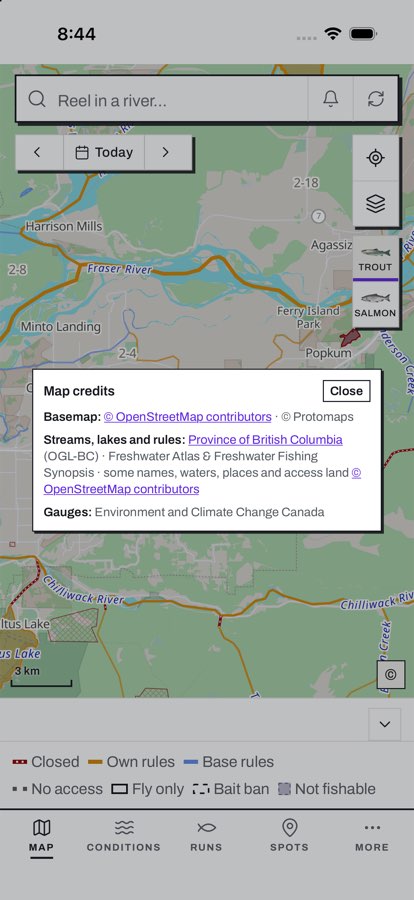 8:44
Reel in a river...
Today
2-18
7
Harrison Mills
Agassiz
2-8
Fraser River
TROUT
Ferry Island
Park
SALMON
Minto Landing
2-4
Popkum
Map credits
Close
Basemap: © OpenStreetMap contributors · © Protomaps
Streams, lakes and rules: Province of British Columbia
(OGL-BC) · Freshwater Atlas & Freshwater Fishing
Synopsis · some names, waters, places and access land ©
OpenStreetMap contributors
Gauges: Environment and Climate Change Canada
Chilliwack River
Chilliwack Riv
ltus Lake
us Lake
3 km
Creek
©
Closed Own rules Base rules
No access Fly only Bait ban Not fishable
MAP CONDITIONS RUNS SPOTS MORE